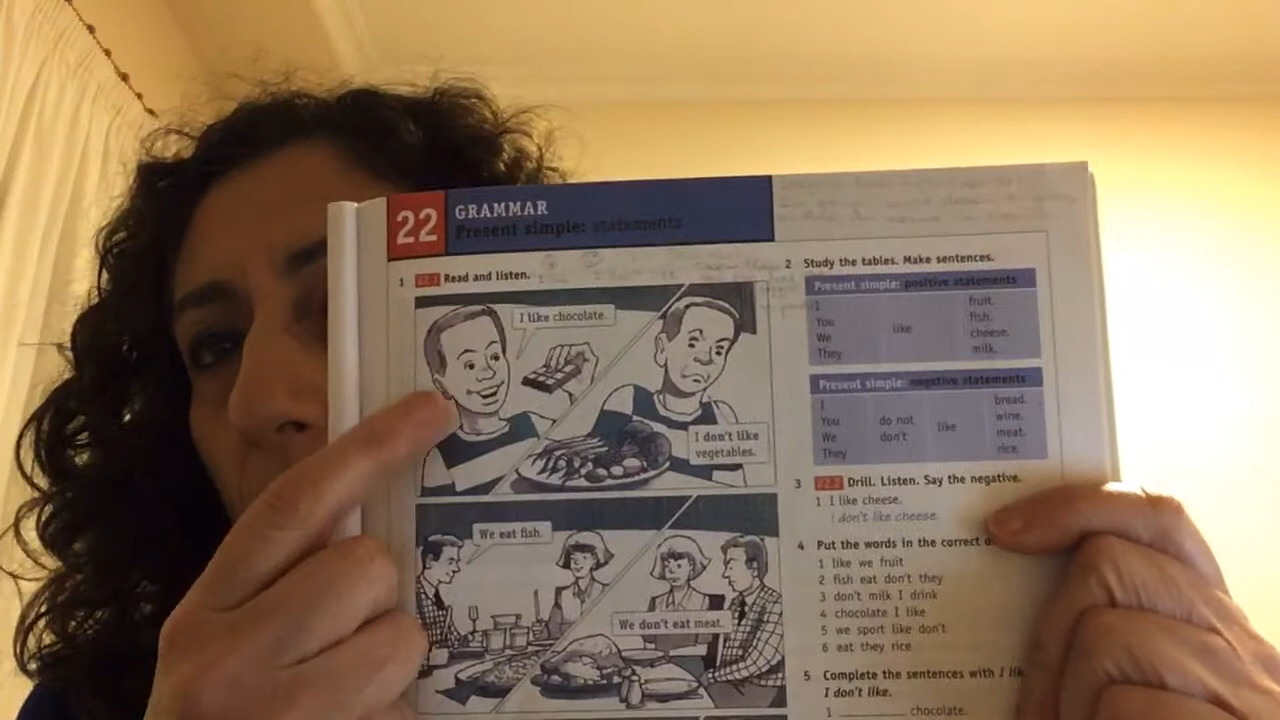 22
GRAMMAR
Present simple: statements
1 22.1 Read and listen.
I like chocolate.
I don't like
vegetables.
We eat fish.
We don't eat meat.
2 Study the tables. Make sentences.
Present simple: positive statements
I
You
We
They
like
fruit.
fish.
cheese.
milk.
Present simple: negative statements
I
You
We
They
do not
don't
like
bread.
wine.
meat.
rice.
3 22.2 Drill. Listen. Say the negative.
1 I like cheese.
I don't like cheese.
4 Put the words in the correct
1 like we fruit
2 fish eat don't they
3 don't milk I drink
4 chocolate I like
5 we sport like don't
6 eat they rice
5 Complete the sentences with I
I don't like.
1 ________ chocolate.